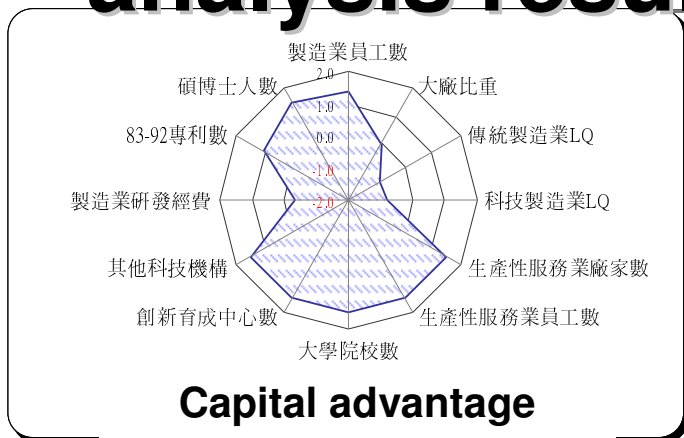 analysis resu
製造業員工數
碩博士人數
2.0
大廠比重
1.0
83-92專利數
0.0
傳統製造業LQ
-1.0
製造業研發經費
-2.0
科技製造業LQ
其他科技機構
生產性服務業廠家數
創新育成中心數
生產性服務業員工數
大學院校數
Capital advantage